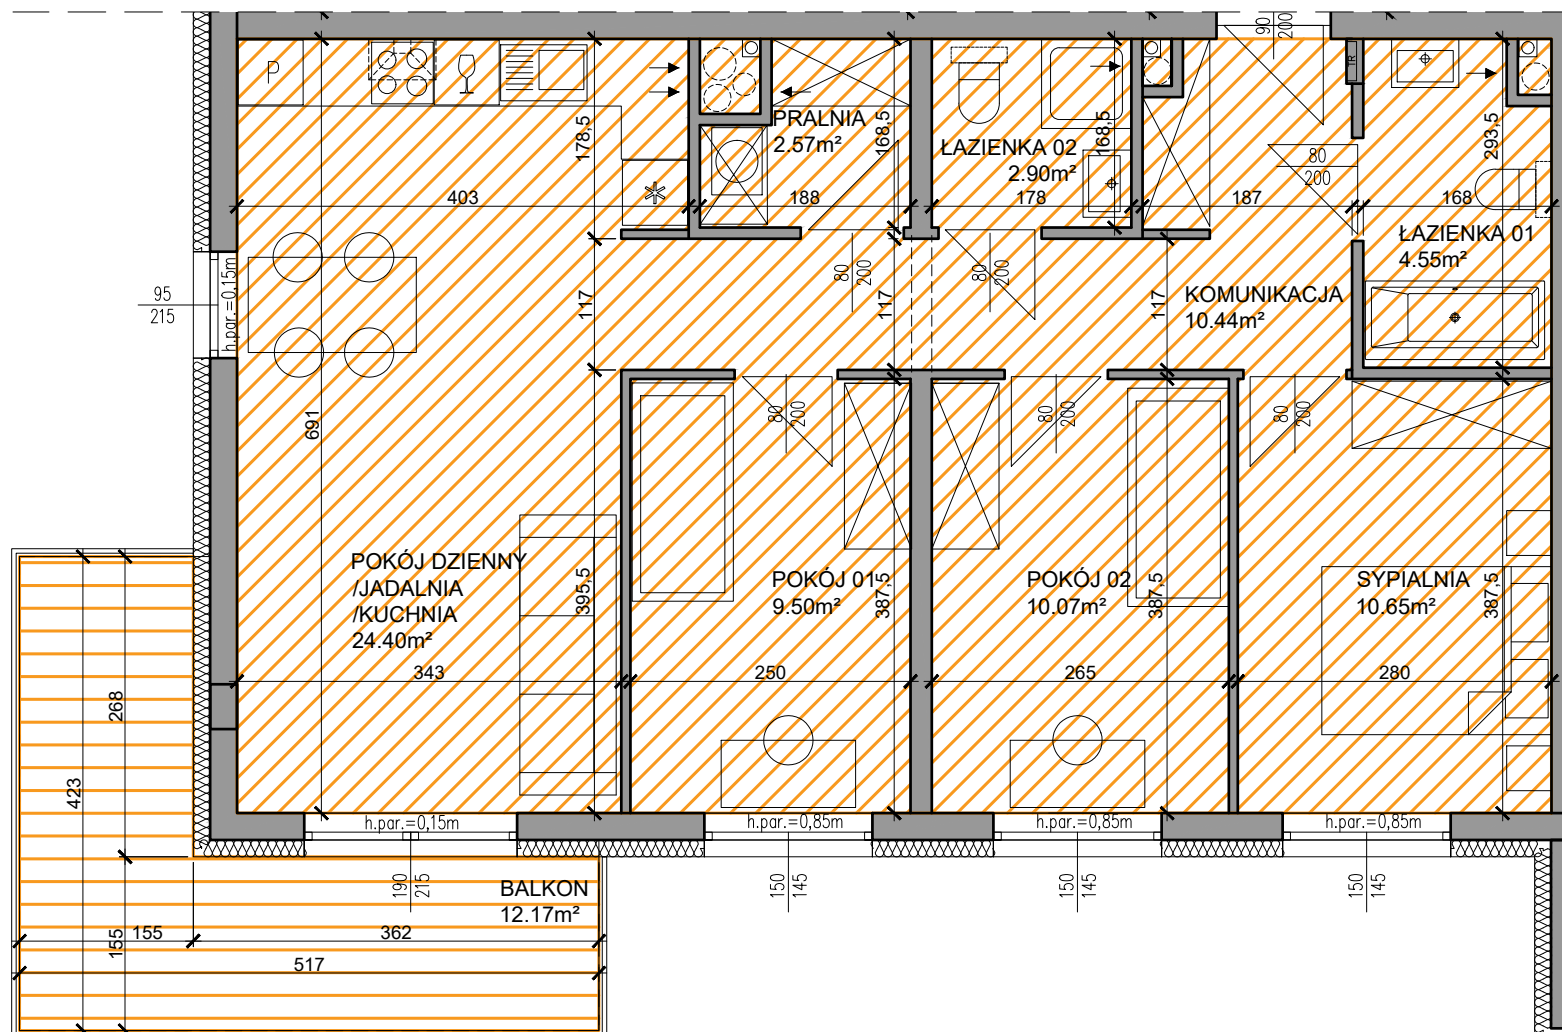 90
200
P
TR
PRALNIA
2.57m²
178,5
168,5
168,5
ŁAZIENKA 02
2.90m²
293,5
80
200
403
188
178
187
168
ŁAZIENKA 01
4.55m²
95
215
h.par.=0,15m
117
80
200
117
80
200
117
KOMUNIKACJA
10.44m²
691
80
200
80
200
80
200
POKÓJ DZIENNY
/JADALNIA
/KUCHNIA
24.40m²
395,5
POKÓJ 01
9.50m²
387,5
POKÓJ 02
10.07m²
387,5
SYPIALNIA
10.65m²
387,5
343
250
265
280
268
423
h.par.=0,15m
h.par.=0,85m
h.par.=0,85m
h.par.=0,85m
190
215
150
145
150
145
150
145
BALKON
12.17m²
155
155
362
517